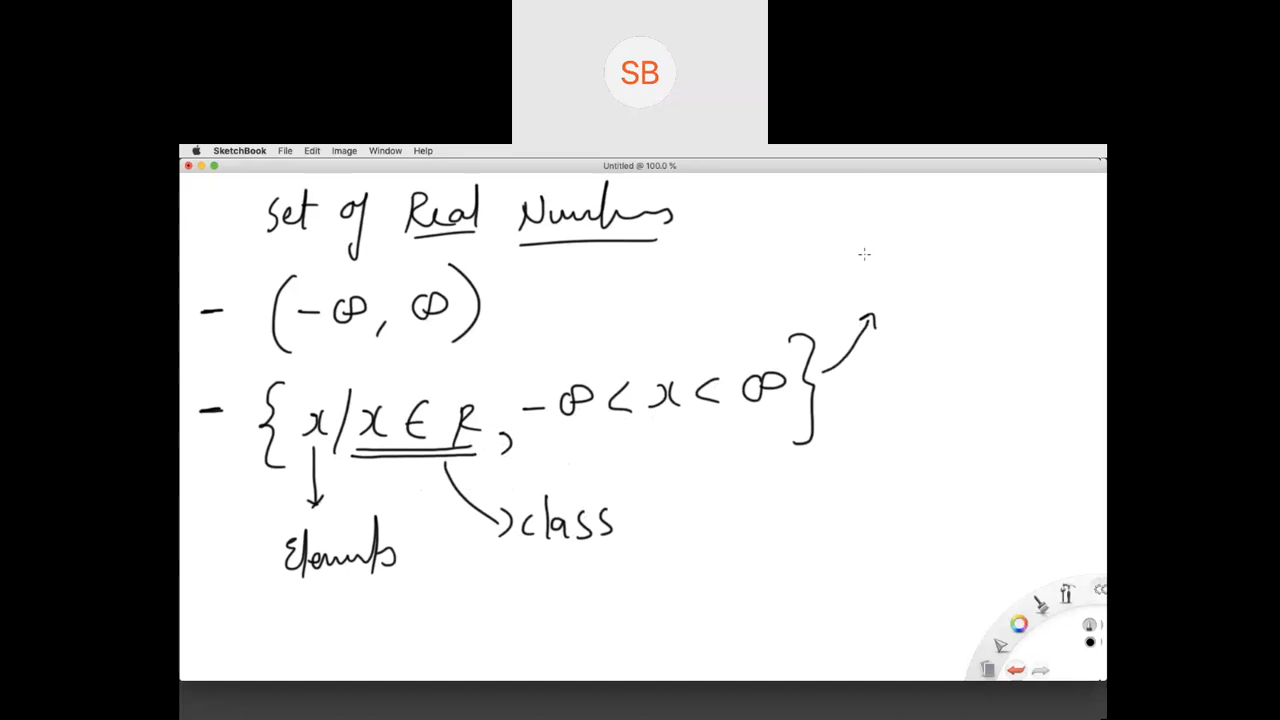 SB
SketchBook File Edit Image Window Help
Untitled @ 100.0 %
Set of Real Numbers
- (-∞, ∞)
- {x/x ∈ R, -∞ < x < ∞}
class
Elements